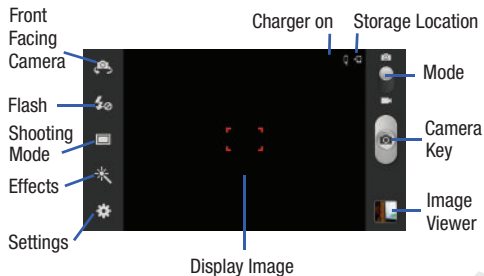 Front
Facing
Camera
Charger on
Storage Location
Mode
Flash
Shooting
Mode
Camera
Key
Effects
Image
Viewer
Settings
Display Image